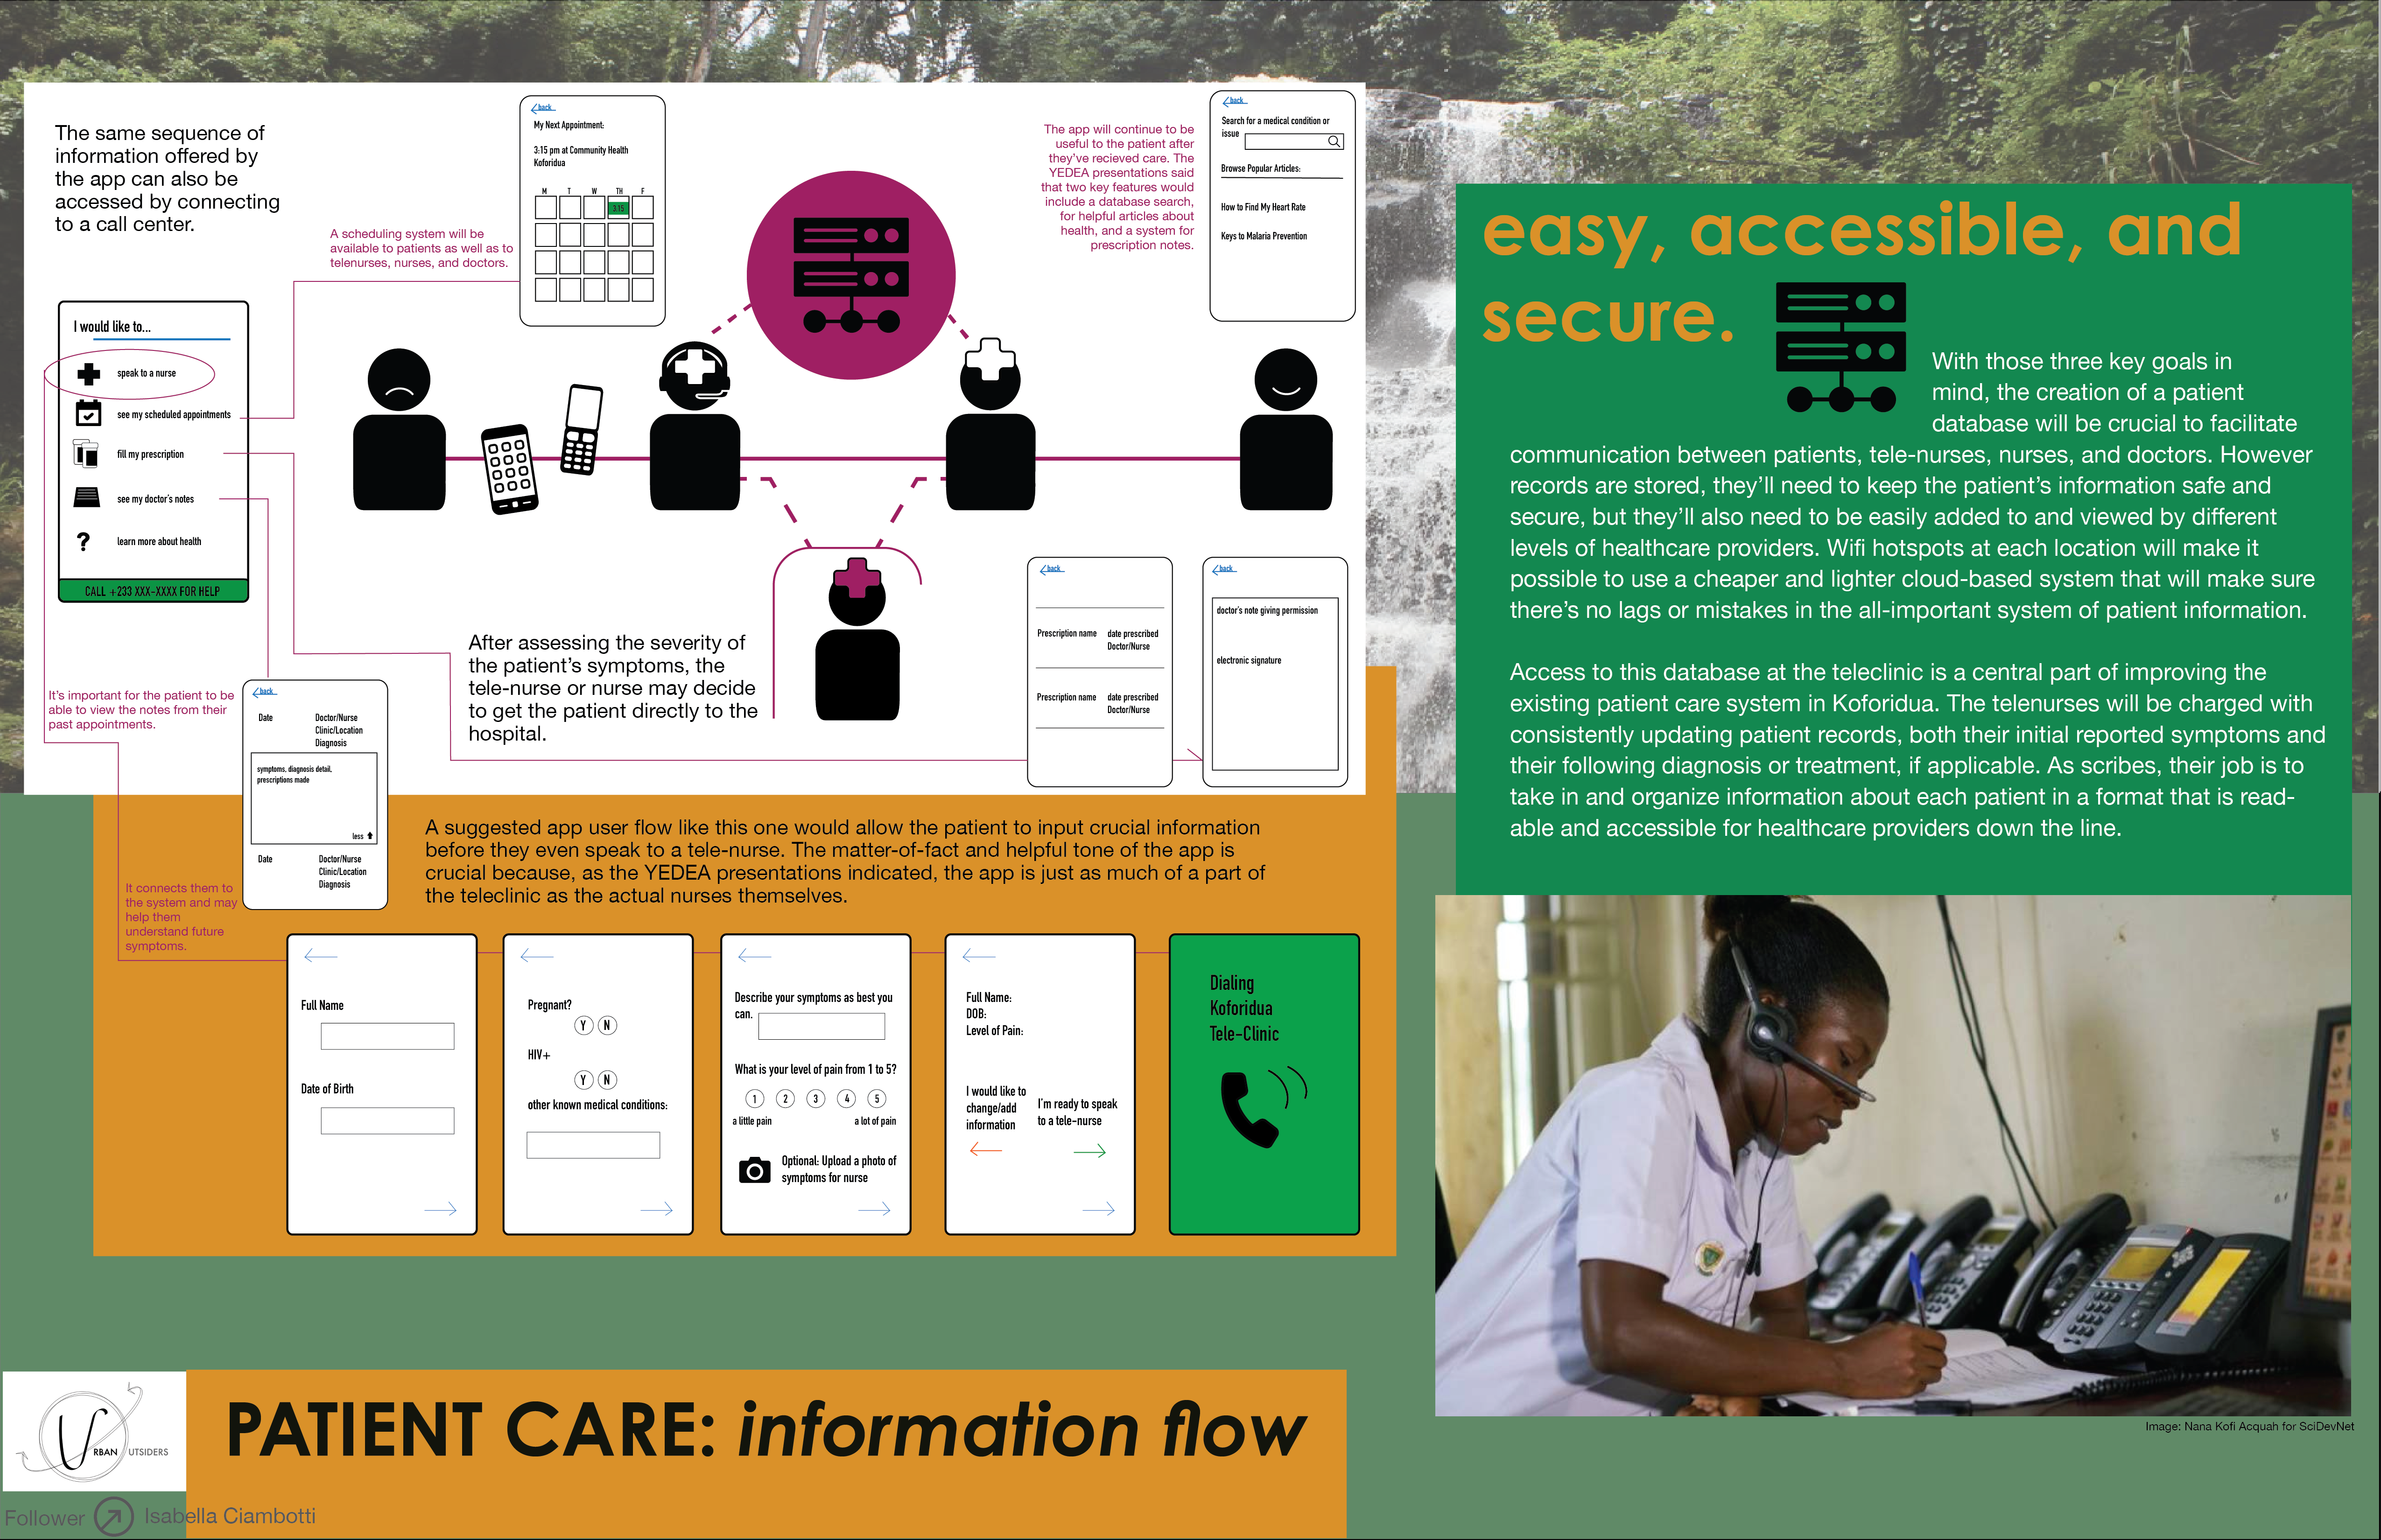 The same sequence of
information offered by
the app can also be
accessed by connecting
to a call center.
I would like to...
speak to a nurse
see my scheduled appointments
fill my prescription
see my doctor's notes
learn more about health
CALL +233 XXX-XXXX FOR HELP
A scheduling system will be
available to patients as well as to
telenurses, nurses, and doctors.
back
My Next Appointment:
3:15 pm at Community Health
Koforidua
M T W TH F
3:15
The app will continue to be
useful to the patient after
they've recieved care. The
YEDEA presentations said
that two key features would
include a database search,
for helpful articles about
health, and a system for
prescription notes.
back
Search for a medical condition or
issue
Browse Popular Articles:
How to Find My Heart Rate
Keys to Malaria Prevention
After assessing the severity of
the patient's symptoms, the
tele-nurse or nurse may decide
to get the patient directly to the
hospital.
back
Prescription name date prescribed
Doctor/Nurse
Prescription name date prescribed
Doctor/Nurse
back
doctor's note giving permission
electronic signature
It's important for the patient to be
able to view the notes from their
past appointments.
back
Date Doctor/Nurse
Clinic/Location
Diagnosis
symptoms, diagnosis detail,
prescriptions made
less
Date Doctor/Nurse
Clinic/Location
Diagnosis
It connects them to
the system and may
help them
understand future
symptoms.
A suggested app user flow like this one would allow the patient to input crucial information
before they even speak to a tele-nurse. The matter-of-fact and helpful tone of the app is
crucial because, as the YEDEA presentations indicated, the app is just as much of a part of
the teleclinic as the actual nurses themselves.
Full Name
Date of Birth
Pregnant?
Y N
HIV+
Y N
other known medical conditions:
Describe your symptoms as best you
can.
What is your level of pain from 1 to 5?
1 2 3 4 5
a little pain a lot of pain
Optional: Upload a photo of
symptoms for nurse
Full Name:
DOB:
Level of Pain:
I would like to
change/add
information
I'm ready to speak
to a tele-nurse
Dialing
Koforidua
Tele-Clinic
easy, accessible, and
secure.
With those three key goals in
mind, the creation of a patient
database will be crucial to facilitate
communication between patients, tele-nurses, nurses, and doctors. However
records are stored, they'll need to keep the patient's information safe and
secure, but they'll also need to be easily added to and viewed by different
levels of healthcare providers. Wifi hotspots at each location will make it
possible to use a cheaper and lighter cloud-based system that will make sure
there's no lags or mistakes in the all-important system of patient information.
Access to this database at the teleclinic is a central part of improving the
existing patient care system in Koforidua. The telenurses will be charged with
consistently updating patient records, both their initial reported symptoms and
their following diagnosis or treatment, if applicable. As scribes, their job is to
take in and organize information about each patient in a format that is read-
able and accessible for healthcare providers down the line.
Image: Nana Kofi Acquah for SciDevNet
URBAN OUTSIDERS
PATIENT CARE: information flow
Follower Isabella Ciambotti